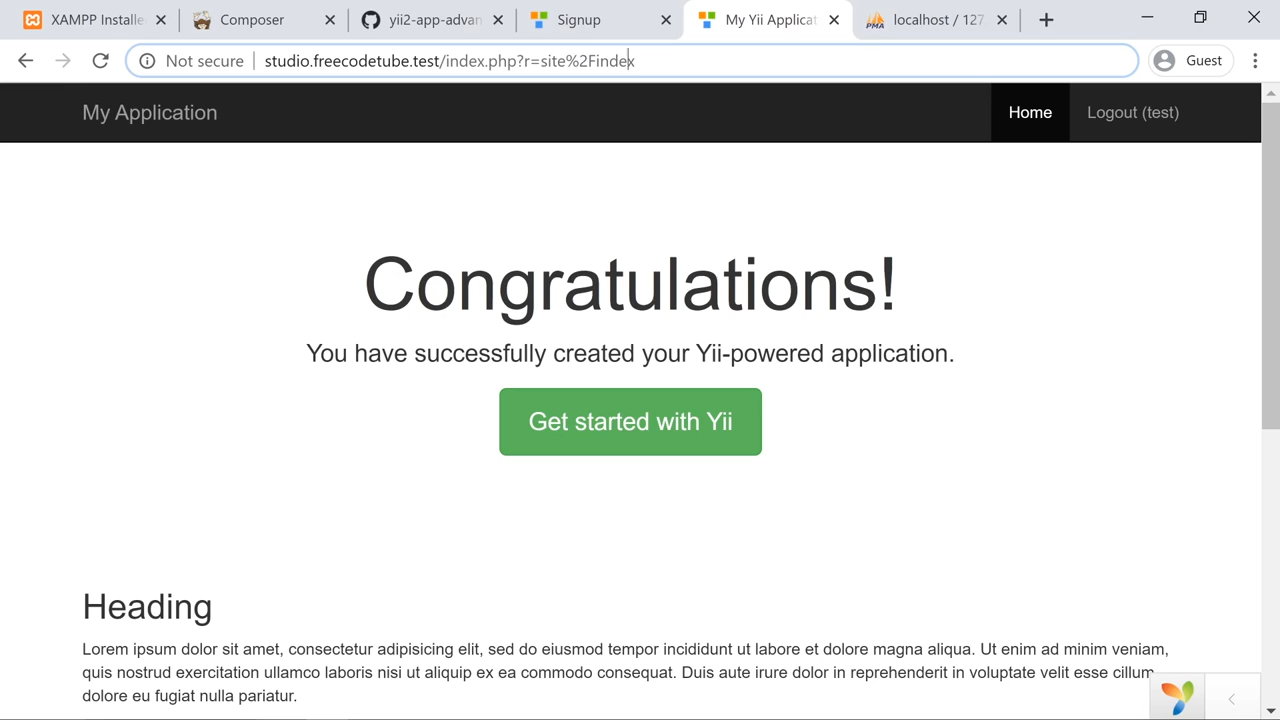 XAMPP Installe
Composer
yii2-app-advan
Signup
My Yii Applicat
PMA
localhost / 127
Not secure
studio.freecodetube.test/index.php?r=site%2Findex
Guest
My Application
Home
Logout (test)
Congratulations!
You have successfully created your Yii-powered application.
Get started with Yii
Heading
Lorem ipsum dolor sit amet, consectetur adipisicing elit, sed do eiusmod tempor incididunt ut labore et dolore magna aliqua. Ut enim ad minim veniam,
quis nostrud exercitation ullamco laboris nisi ut aliquip ex ea commodo consequat. Duis aute irure dolor in reprehenderit in voluptate velit esse cillum
dolore eu fugiat nulla pariatur.